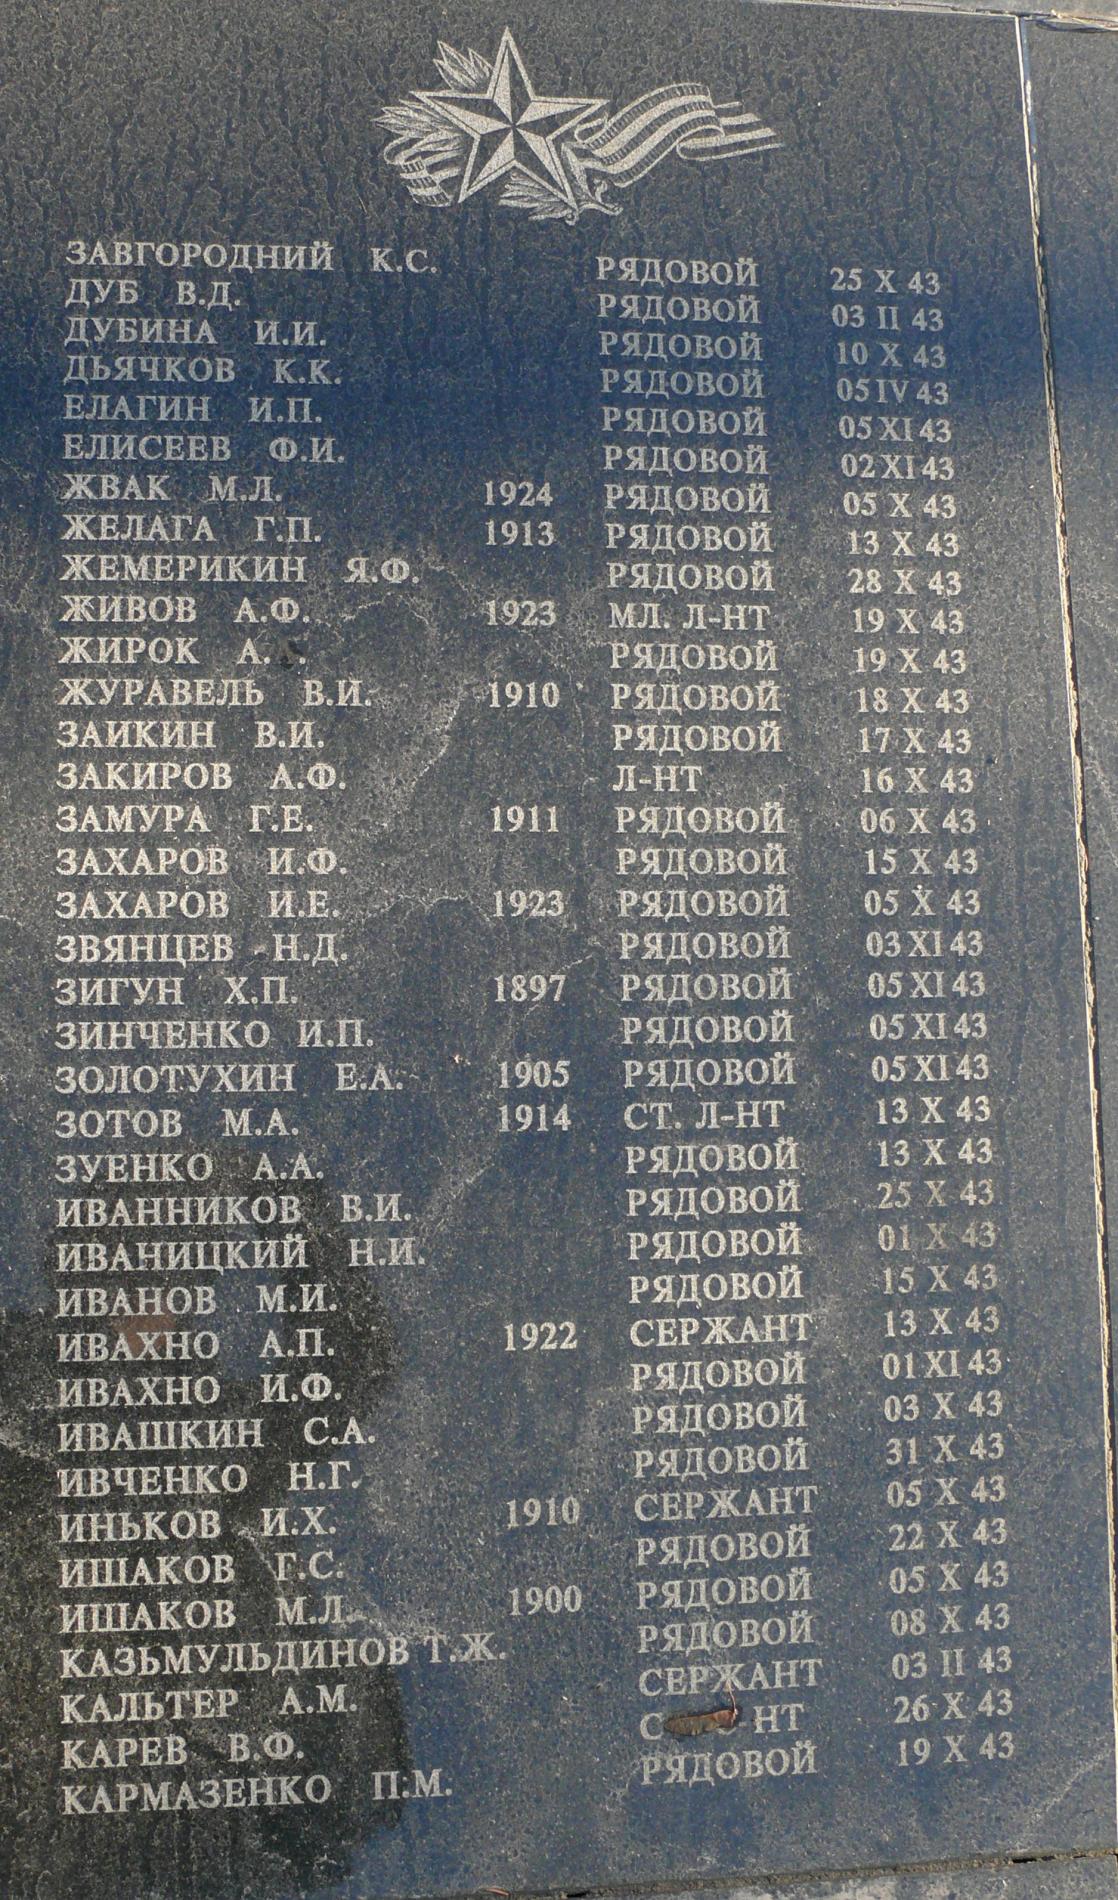 ЗАВГОРОДНИЙ К.С. РЯДОВОЙ 25 X 43
ДУБ В.Д. РЯДОВОЙ 03 II 43
ДУБИНА И.И. РЯДОВОЙ 10 X 43
ДЬЯЧКОВ К.К. РЯДОВОЙ 05 IV 43
ЕЛАГИН И.П. РЯДОВОЙ 05 XI 43
ЕЛИСЕЕВ Ф.И. РЯДОВОЙ 02 XI 43
ЖВАК М.Л. 1924 РЯДОВОЙ 05 X 43
ЖЕЛАГА Г.П. 1913 РЯДОВОЙ 13 X 43
ЖЕМЕРИКИН Я.Ф. РЯДОВОЙ 28 X 43
ЖИВОВ А.Ф. 1923 МЛ. Л-НТ 19 X 43
ЖИРОК А. РЯДОВОЙ 19 X 43
ЖУРАВЕЛЬ В.И. 1910 РЯДОВОЙ 18 X 43
ЗАИКИН В.И. РЯДОВОЙ 17 X 43
ЗАКИРОВ А.Ф. Л-НТ 16 X 43
ЗАМУРА Г.Е. 1911 РЯДОВОЙ 06 X 43
ЗАХАРОВ И.Ф. РЯДОВОЙ 15 X 43
ЗАХАРОВ И.Е. 1923 РЯДОВОЙ 05 X 43
ЗВЯНЦЕВ Н.Д. РЯДОВОЙ 03 XI 43
ЗИГУН Х.П. 1897 РЯДОВОЙ 05 XI 43
ЗИНЧЕНКО И.П. РЯДОВОЙ 05 XI 43
ЗОЛОТУХИН Е.А. 1905 РЯДОВОЙ 05 XI 43
ЗОТОВ М.А. 1914 СТ. Л-НТ 13 X 43
ЗУЕНКО А.А. РЯДОВОЙ 13 X 43
ИВАННИКОВ В.И. РЯДОВОЙ 25 X 43
ИВАНИЦКИЙ Н.И. РЯДОВОЙ 01 X 43
ИВАНОВ М.И. РЯДОВОЙ 15 X 43
ИВАХНО А.П. 1922 СЕРЖАНТ 13 X 43
ИВАХНО И.Ф. РЯДОВОЙ 01 XI 43
ИВАШКИН С.А. РЯДОВОЙ 03 X 43
ИВЧЕНКО Н.Г. РЯДОВОЙ 31 X 43
ИНЬКОВ И.Х. 1910 СЕРЖАНТ 05 X 43
ИШАКОВ Г.С. РЯДОВОЙ 22 X 43
ИШАКОВ М.Л. 1900 РЯДОВОЙ 05 X 43
КАЗЬМУЛЬДИНОВ Т.Ж. РЯДОВОЙ 08 X 43
КАЛЬТЕР А.М. СЕРЖАНТ 03 II 43
КАРЕВ В.Ф. 26 X 43
КАРМАЗЕНКО П.М. РЯДОВОЙ 19 X 43